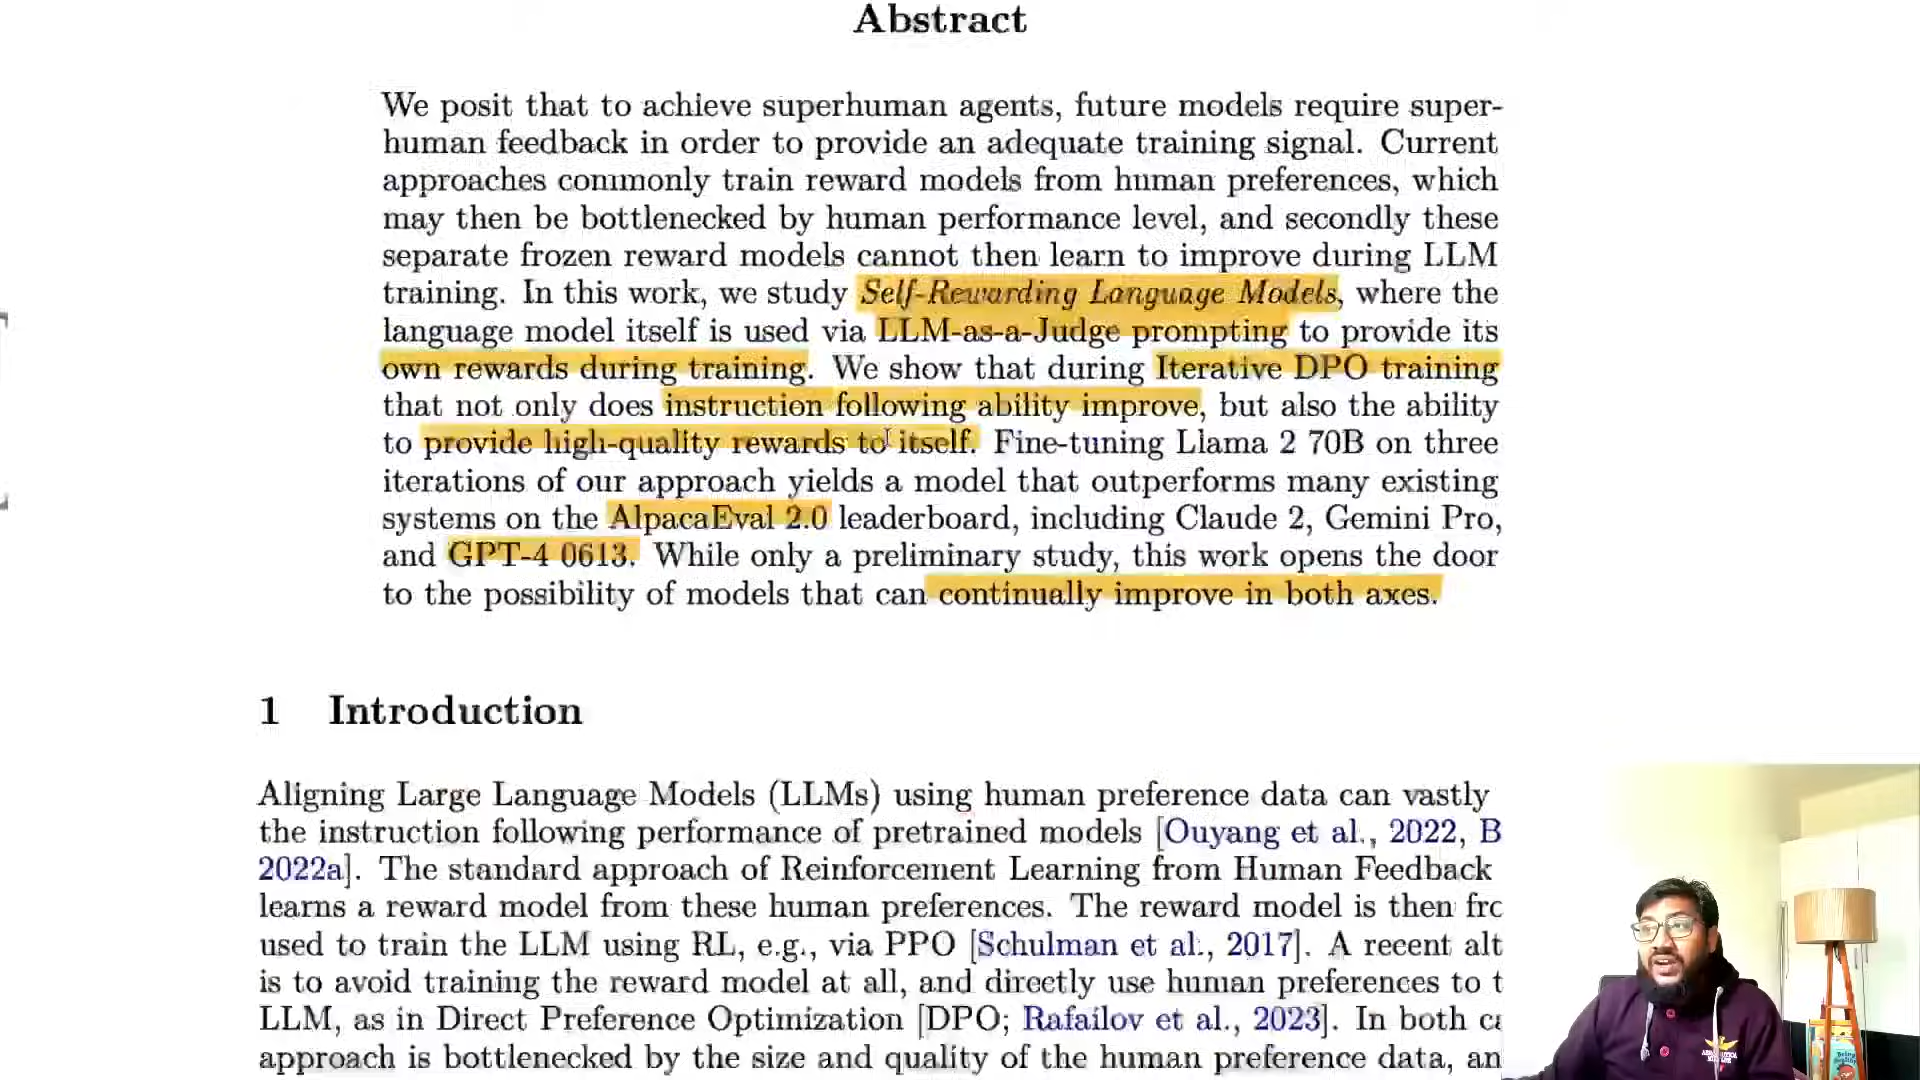 Abstract
We posit that to achieve superhuman agents, future models require super-
human feedback in order to provide an adequate training signal. Current
approaches commonly train reward models from human preferences, which
may then be bottlenecked by human performance level, and secondly these
separate frozen reward models cannot then learn to improve during LLM
training. In this work, we study Self-Rewarding Language Models, where the
language model itself is used via LLM-as-a-Judge prompting to provide its
own rewards during training. We show that during Iterative DPO training
that not only does instruction following ability improve, but also the ability
to provide high-quality rewards to itself. Fine-tuning Llama 2 70B on three
iterations of our approach yields a model that outperforms many existing
systems on the AlpacaEval 2.0 leaderboard, including Claude 2, Gemini Pro,
and GPT-4 0613. While only a preliminary study, this work opens the door
to the possibility of models that can continually improve in both axes.
1 Introduction
Aligning Large Language Models (LLMs) using human preference data can vastly
the instruction following performance of pretrained models [Ouyang et al., 2022, B
2022a]. The standard approach of Reinforcement Learning from Human Feedback
learns a reward model from these human preferences. The reward model is then fro
used to train the LLM using RL, e.g., via PPO [Schulman et al., 2017]. A recent alt
is to avoid training the reward model at all, and directly use human preferences to t
LLM, as in Direct Preference Optimization [DPO; Rafailov et al., 2023]. In both ca
approach is bottlenecked by the size and quality of the human preference data, an